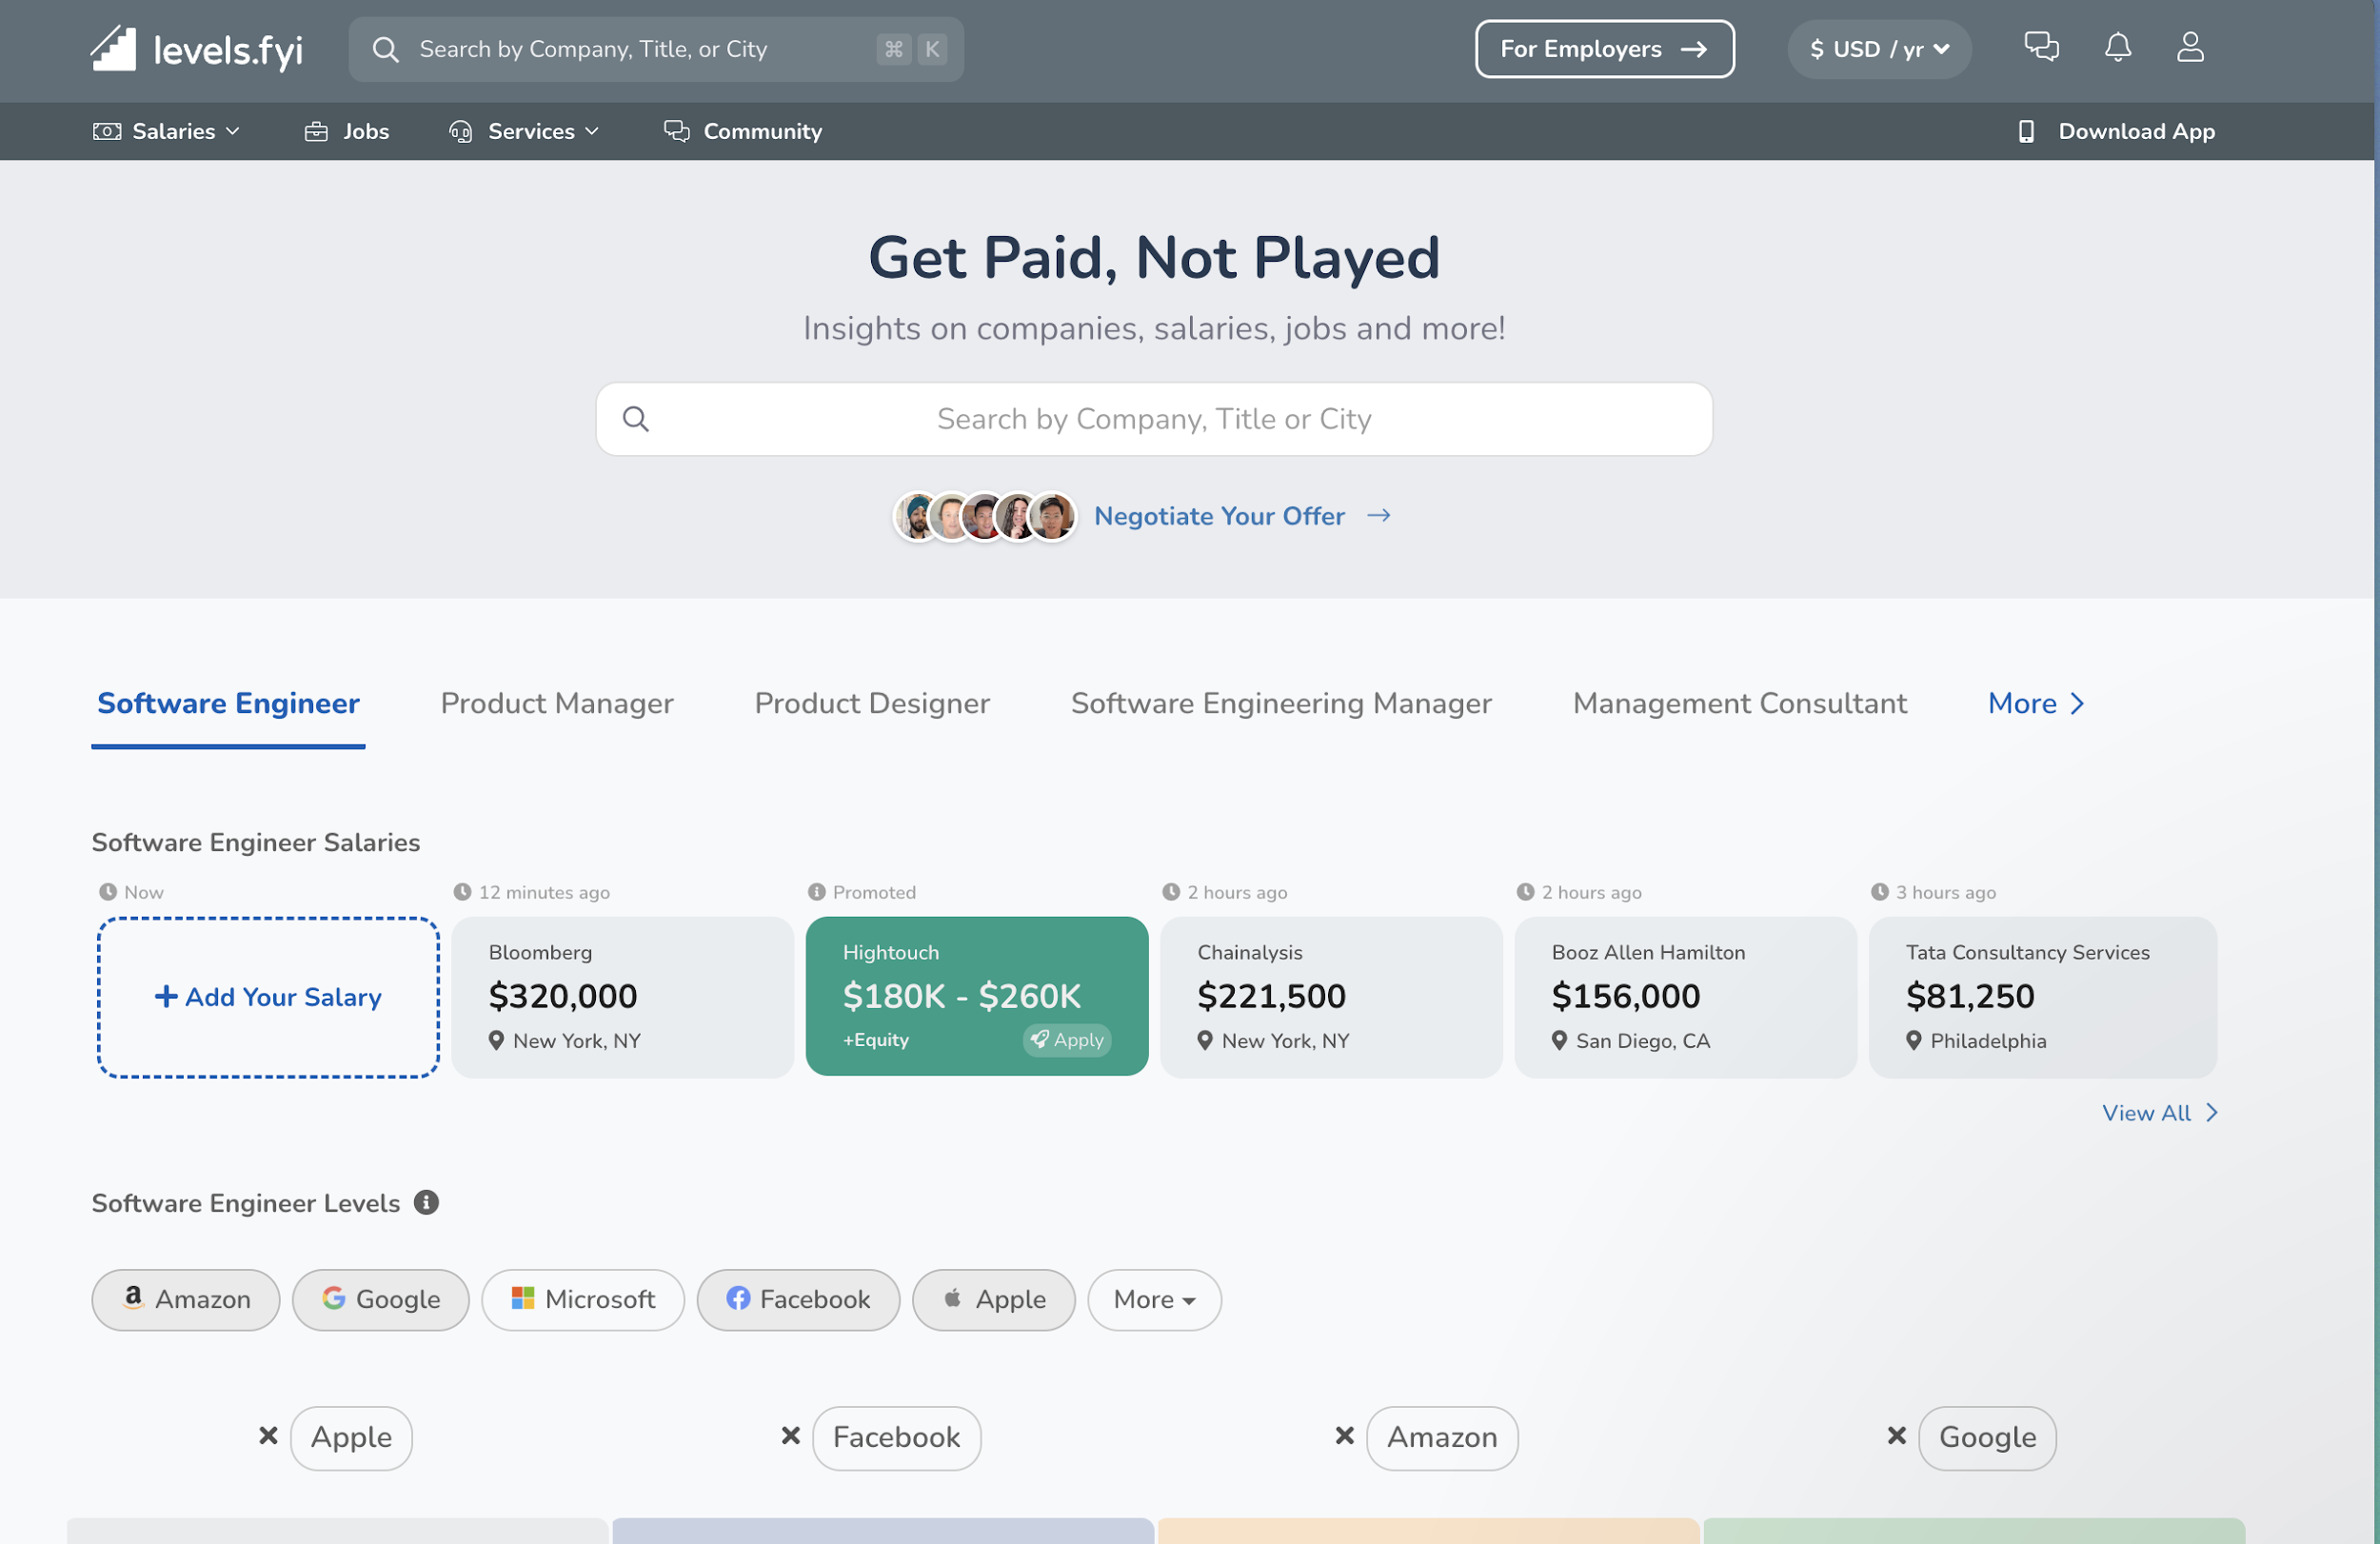 levels.fyi
Search by Company, Title, or City
⌘ K
For Employers
$ USD / yr
Salaries
Jobs
Services
Community
Download App
Get Paid, Not Played
Insights on companies, salaries, jobs and more!
Search by Company, Title or City
Negotiate Your Offer
Software Engineer
Product Manager
Product Designer
Software Engineering Manager
Management Consultant
More
Software Engineer Salaries
Now
+ Add Your Salary
12 minutes ago
Bloomberg
$320,000
New York, NY
Promoted
Hightouch
$180K - $260K
+Equity
Apply
2 hours ago
Chainalysis
$221,500
New York, NY
2 hours ago
Booz Allen Hamilton
$156,000
San Diego, CA
3 hours ago
Tata Consultancy Services
$81,250
Philadelphia
View All
Software Engineer Levels
Amazon
Google
Microsoft
Facebook
Apple
More
Apple
Facebook
Amazon
Google